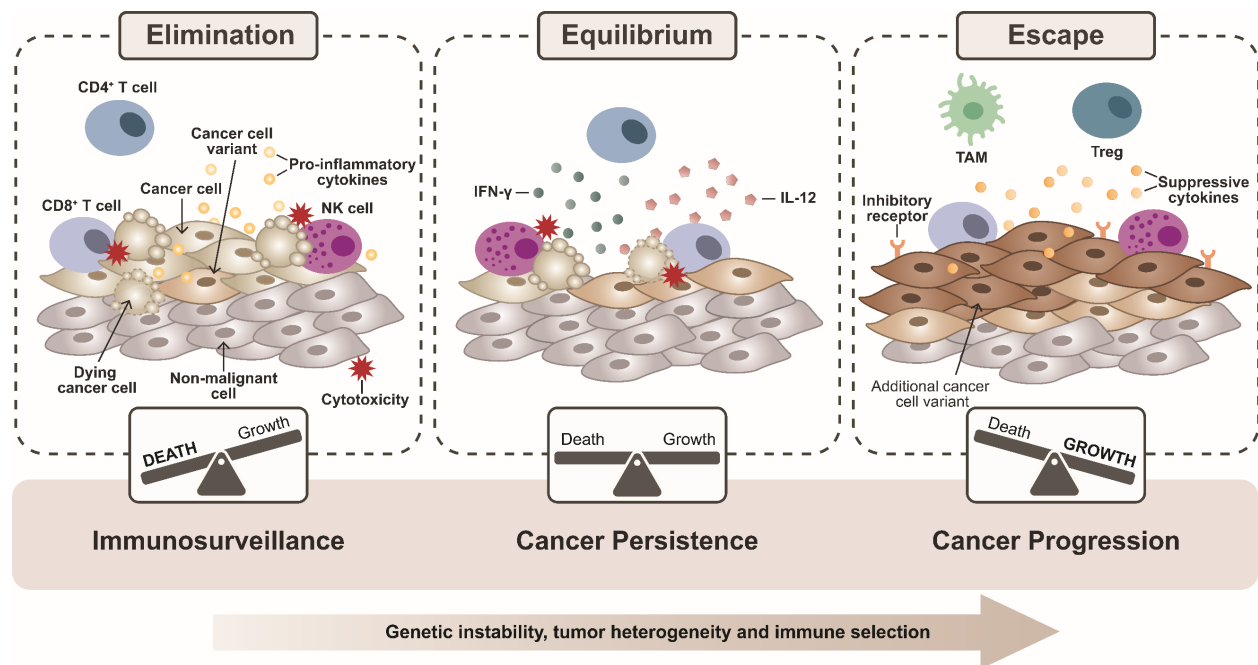 Elimination
CD4⁺ T cell
Cancer cell
variant
Pro-inflammatory
cytokines
Cancer cell
CD8⁺ T cell
NK cell
Dying
cancer cell
Non-malignant
cell
Cytotoxicity
DEATH
Growth
Immunosurveillance
Equilibrium
IFN-γ
IL-12
Death
Growth
Cancer Persistence
Escape
TAM
Treg
Suppressive
cytokines
Inhibitory
receptor
Additional cancer
cell variant
Death
GROWTH
Cancer Progression
Genetic instability, tumor heterogeneity and immune selection